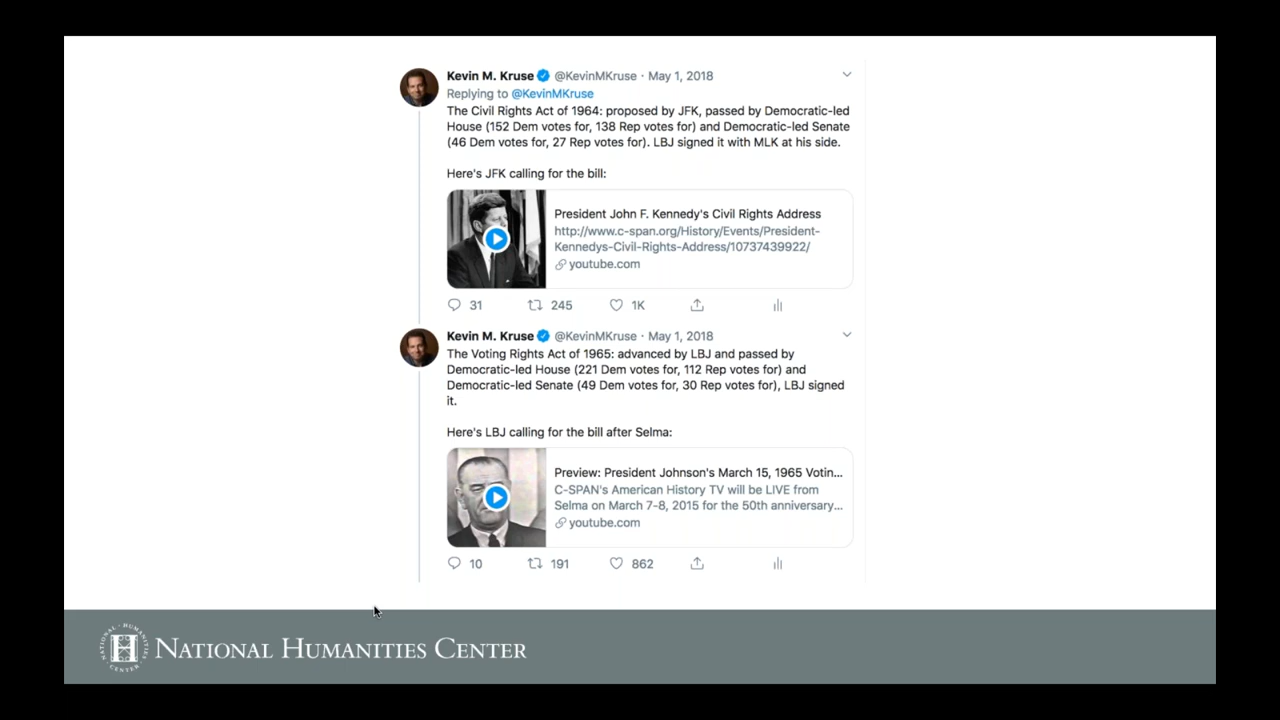 Kevin M. Kruse @KevinMKruse · May 1, 2018
Replying to @KevinMKruse
The Civil Rights Act of 1964: proposed by JFK, passed by Democratic-led
House (152 Dem votes for, 138 Rep votes for) and Democratic-led Senate
(46 Dem votes for, 27 Rep votes for). LBJ signed it with MLK at his side.
Here's JFK calling for the bill:
President John F. Kennedy's Civil Rights Address
http://www.c-span.org/History/Events/President-
Kennedys-Civil-Rights-Address/10737439922/
youtube.com
31 245 1K
Kevin M. Kruse @KevinMKruse · May 1, 2018
The Voting Rights Act of 1965: advanced by LBJ and passed by
Democratic-led House (221 Dem votes for, 112 Rep votes for) and
Democratic-led Senate (49 Dem votes for, 30 Rep votes for), LBJ signed
it.
Here's LBJ calling for the bill after Selma:
Preview: President Johnson's March 15, 1965 Votin...
C-SPAN's American History TV will be LIVE from
Selma on March 7-8, 2015 for the 50th anniversary...
youtube.com
10 191 862
NATIONAL HUMANITIES CENTER
NATIONAL HUMANITIES CENTER